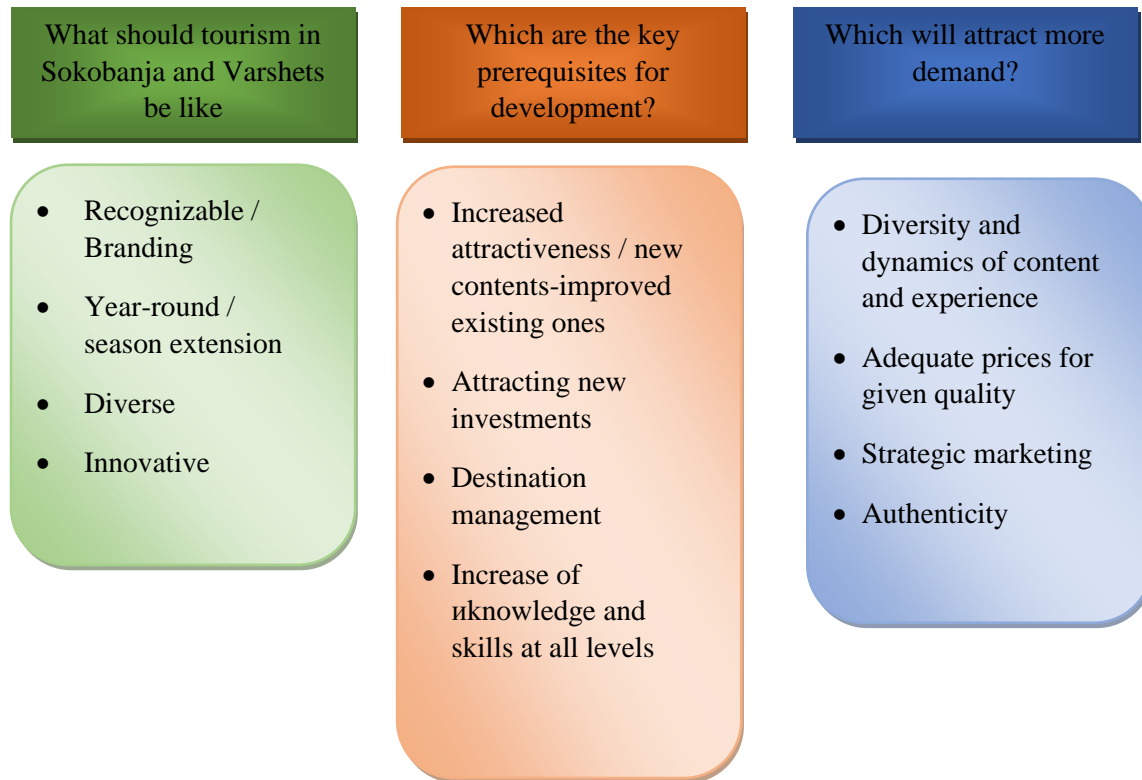 What should tourism in
Sokobanja and Varshets
be like
• Recognizable /
Branding
• Year-round /
season extension
• Diverse
• Innovative
Which are the key
prerequisites for
development?
• Increased
attractiveness / new
contents-improved
existing ones
• Attracting new
investments
• Destination
management
• Increase of
иknowledge and
skills at all levels
Which will attract more
demand?
• Diversity and
dynamics of content
and experience
• Adequate prices for
given quality
• Strategic marketing
• Authenticity